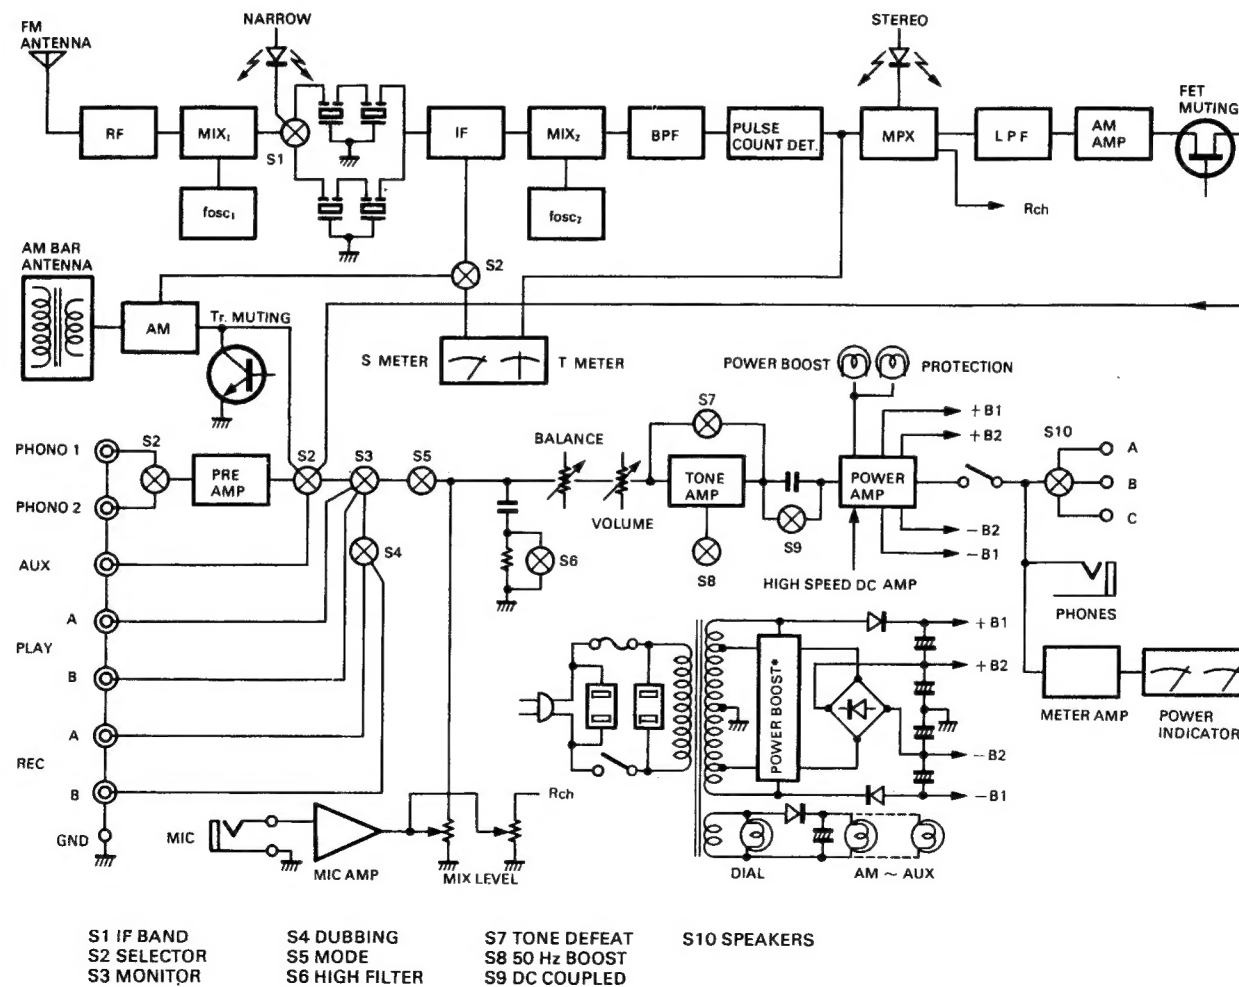 FM
ANTENNA
NARROW
STEREO
FET
MUTING
RF
MIX₁
S1
IF
MIX₂
BPF
PULSE
COUNT DET.
MPX
LPF
AM
AMP
fosc₁
fosc₂
Rch
AM BAR
ANTENNA
S2
AM
Tr. MUTING
S METER
T METER
POWER BOOST
PROTECTION
+B1
+B2
PHONO 1
S2
PRE
AMP
S2
S3
S5
BALANCE
VOLUME
S7
TONE
AMP
POWER
AMP
S10
A
B
C
PHONO 2
S4
S6
S8
S9
−B2
−B1
AUX
HIGH SPEED DC AMP
PHONES
A
PLAY
B
+B1
+B2
POWER BOOST*
METER AMP
POWER
INDICATOR
A
REC
B
−B2
−B1
Rch
GND
MIC
MIC AMP
MIX LEVEL
DIAL
AM ~ AUX
S1 IF BAND
S2 SELECTOR
S3 MONITOR
S4 DUBBING
S5 MODE
S6 HIGH FILTER
S7 TONE DEFEAT
S8 50 Hz BOOST
S9 DC COUPLED
S10 SPEAKERS